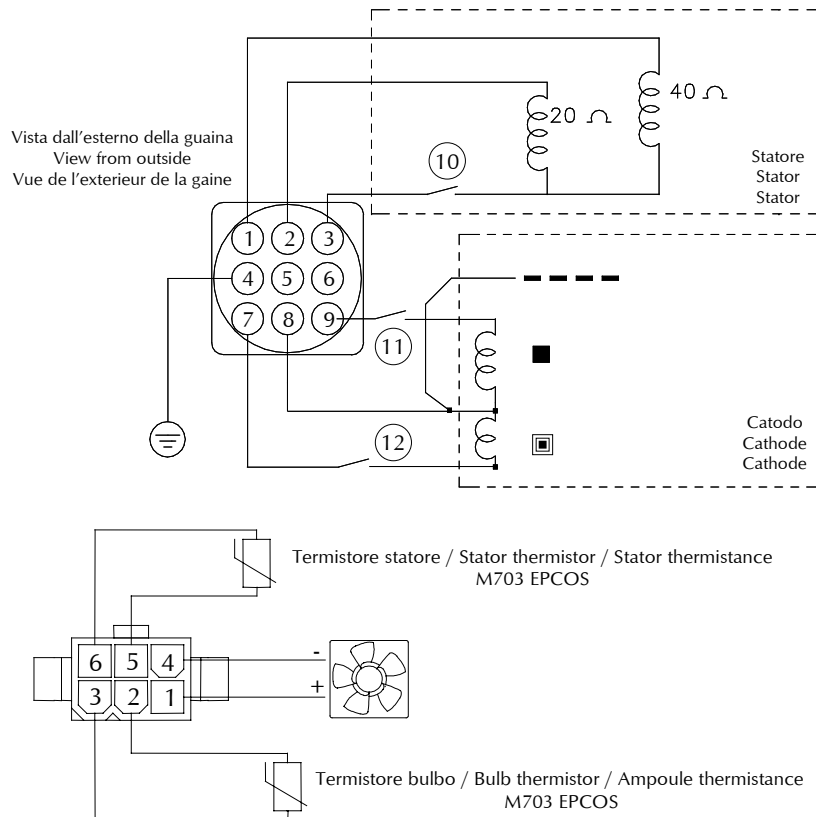 40 Ω
20 Ω
Vista dall'esterno della guaina
View from outside
Vue de l'exterieur de la gaine
10
Statore
Stator
Stator
1 2 3
4 5 6
7 8 9
11
12
Catodo
Cathode
Cathode
Termistore statore / Stator thermistor / Stator thermistance
M703 EPCOS
6 5 4
3 2 1
-
+
Termistore bulbo / Bulb thermistor / Ampoule thermistance
M703 EPCOS